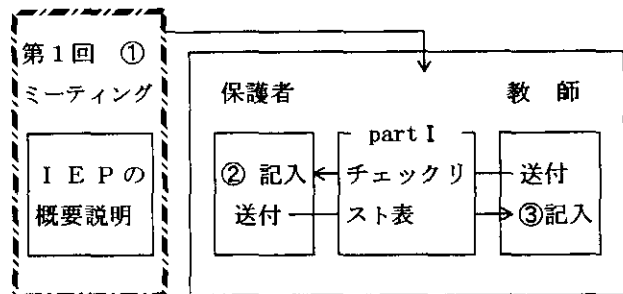 第1回 ①
ミーティング
IEPの
概要説明
保護者
教 師
part I
② 記入
チェックリ
送付
送付
スト表
③記入